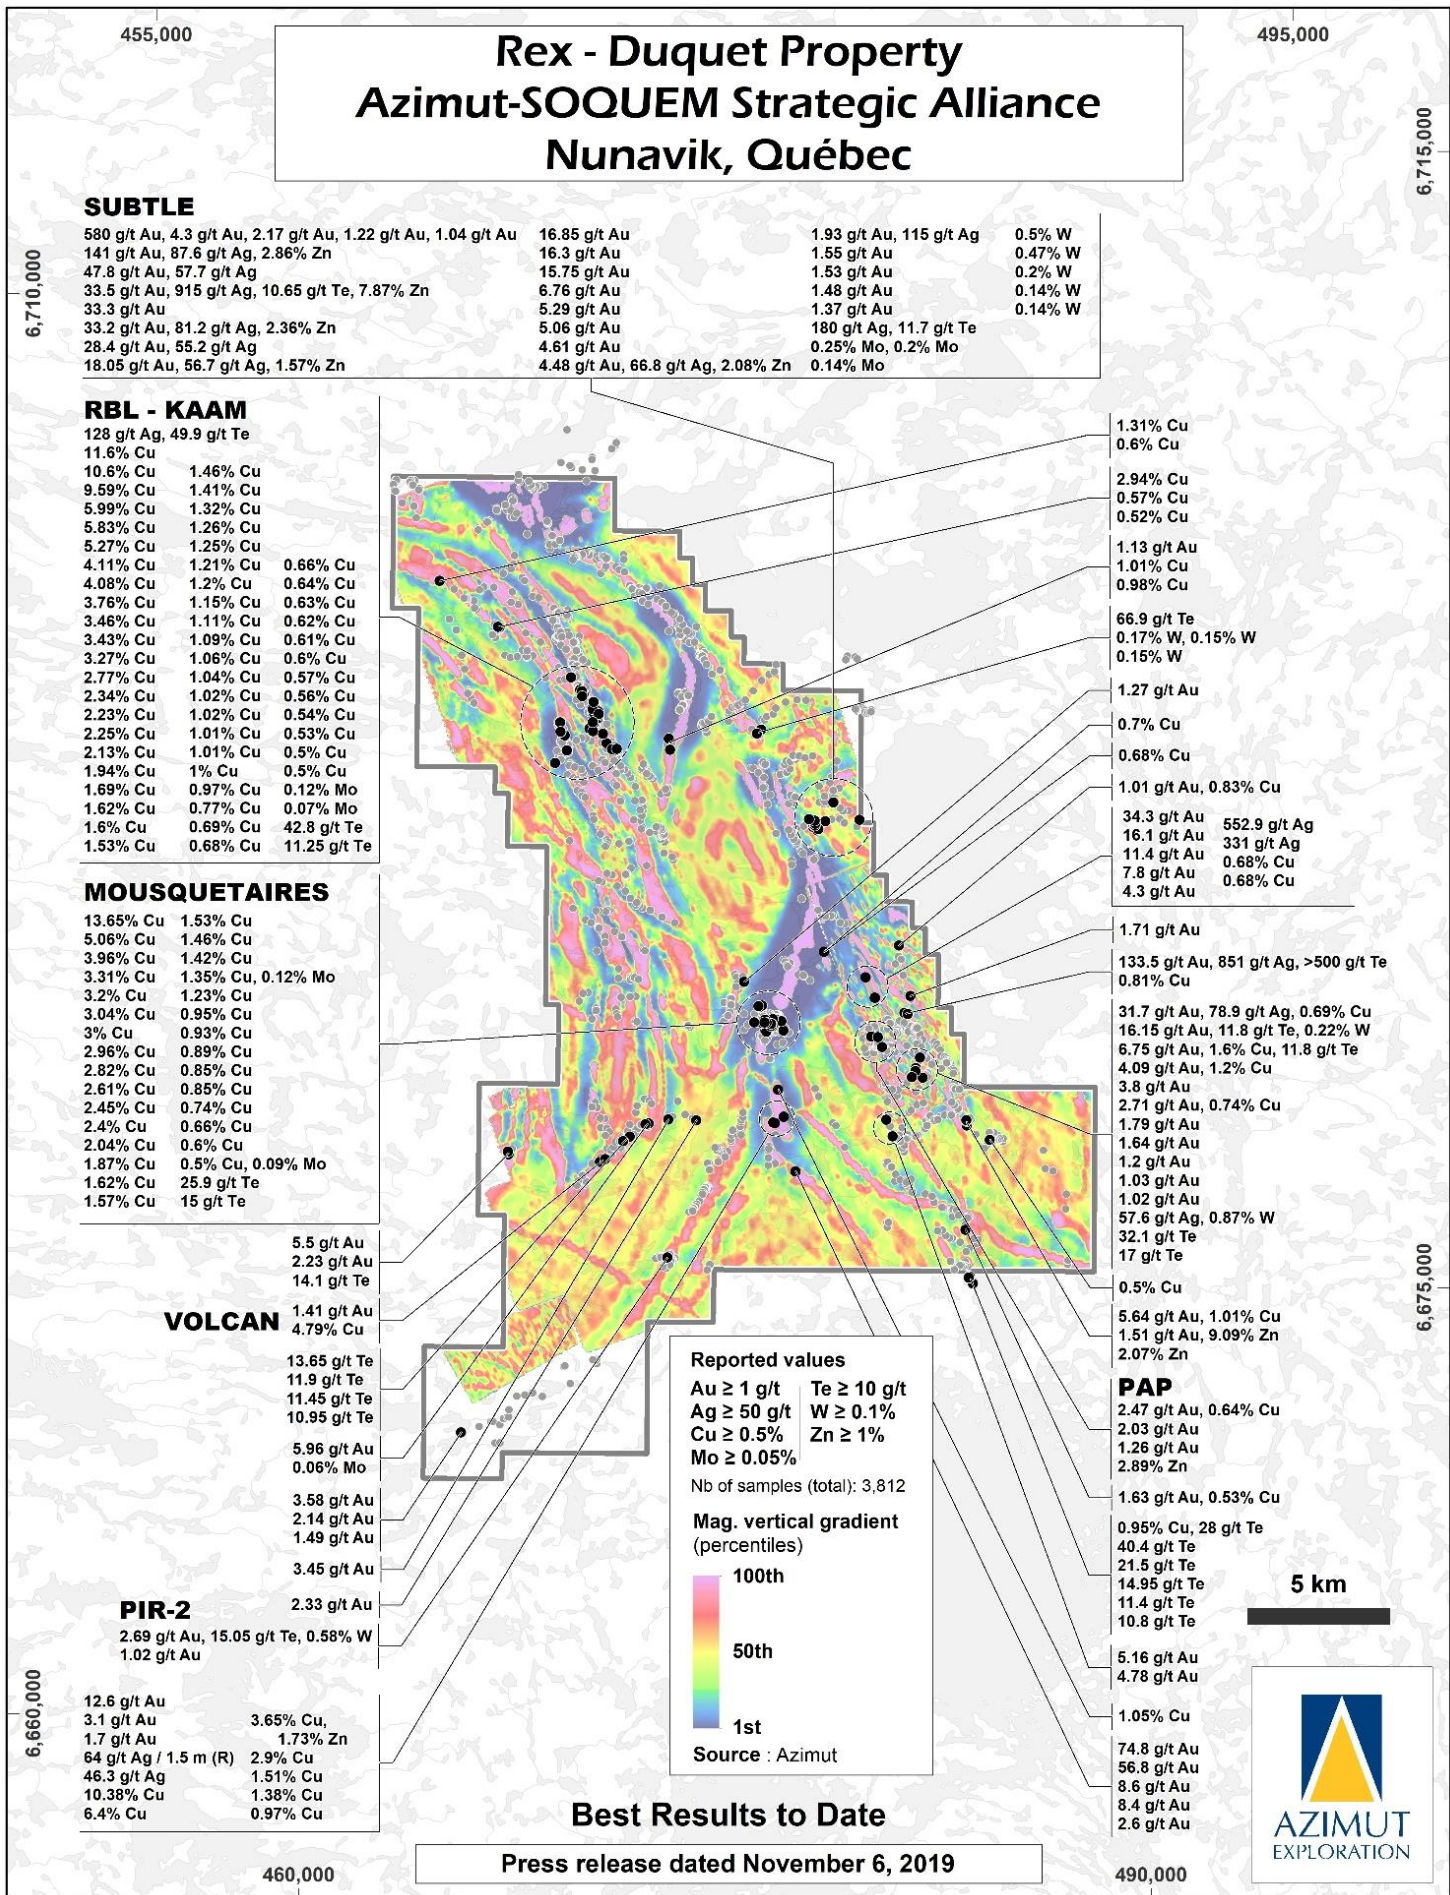 455,000
495,000
Rex - Duquet Property
Azimut-SOQUEM Strategic Alliance
Nunavik, Québec
6,715,000
6,710,000
SUBTLE
580 g/t Au, 4.3 g/t Au, 2.17 g/t Au, 1.22 g/t Au, 1.04 g/t Au
141 g/t Au, 87.6 g/t Ag, 2.86% Zn
47.8 g/t Au, 57.7 g/t Ag
33.5 g/t Au, 915 g/t Ag, 10.65 g/t Te, 7.87% Zn
33.3 g/t Au
33.2 g/t Au, 81.2 g/t Ag, 2.36% Zn
28.4 g/t Au, 55.2 g/t Ag
18.05 g/t Au, 56.7 g/t Ag, 1.57% Zn
16.85 g/t Au
16.3 g/t Au
15.75 g/t Au
6.76 g/t Au
5.29 g/t Au
5.06 g/t Au
4.61 g/t Au
4.48 g/t Au, 66.8 g/t Ag, 2.08% Zn
1.93 g/t Au, 115 g/t Ag
1.55 g/t Au
1.53 g/t Au
1.48 g/t Au
1.37 g/t Au
180 g/t Ag, 11.7 g/t Te
0.25% Mo, 0.2% Mo
0.14% Mo
0.5% W
0.47% W
0.2% W
0.14% W
0.14% W
RBL - KAAM
128 g/t Ag, 49.9 g/t Te
11.6% Cu
10.6% Cu
9.59% Cu
5.99% Cu
5.83% Cu
5.27% Cu
4.11% Cu
4.08% Cu
3.76% Cu
3.46% Cu
3.43% Cu
3.27% Cu
2.77% Cu
2.34% Cu
2.23% Cu
2.25% Cu
2.13% Cu
1.94% Cu
1.69% Cu
1.62% Cu
1.6% Cu
1.53% Cu
1.46% Cu
1.41% Cu
1.32% Cu
1.26% Cu
1.25% Cu
1.21% Cu
1.2% Cu
1.15% Cu
1.11% Cu
1.09% Cu
1.06% Cu
1.04% Cu
1.02% Cu
1.02% Cu
1.01% Cu
1.01% Cu
1% Cu
0.97% Cu
0.77% Cu
0.69% Cu
0.68% Cu
0.66% Cu
0.64% Cu
0.63% Cu
0.62% Cu
0.61% Cu
0.6% Cu
0.57% Cu
0.56% Cu
0.54% Cu
0.53% Cu
0.5% Cu
0.5% Cu
0.12% Mo
0.07% Mo
42.8 g/t Te
11.25 g/t Te
MOUSQUETAIRES
13.65% Cu
5.06% Cu
3.96% Cu
3.31% Cu
3.2% Cu
3.04% Cu
3% Cu
2.96% Cu
2.82% Cu
2.61% Cu
2.45% Cu
2.4% Cu
2.04% Cu
1.87% Cu
1.62% Cu
1.57% Cu
1.53% Cu
1.46% Cu
1.42% Cu
1.35% Cu, 0.12% Mo
1.23% Cu
0.95% Cu
0.93% Cu
0.89% Cu
0.85% Cu
0.85% Cu
0.74% Cu
0.66% Cu
0.6% Cu
0.5% Cu, 0.09% Mo
25.9 g/t Te
15 g/t Te
5.5 g/t Au
2.23 g/t Au
14.1 g/t Te
VOLCAN
1.41 g/t Au
4.79% Cu
13.65 g/t Te
11.9 g/t Te
11.45 g/t Te
10.95 g/t Te
5.96 g/t Au
0.06% Mo
3.58 g/t Au
2.14 g/t Au
1.49 g/t Au
3.45 g/t Au
2.33 g/t Au
PIR-2
2.69 g/t Au, 15.05 g/t Te, 0.58% W
1.02 g/t Au
12.6 g/t Au
3.1 g/t Au
1.7 g/t Au
64 g/t Ag / 1.5 m (R)
46.3 g/t Ag
10.38% Cu
6.4% Cu
3.65% Cu,
1.73% Zn
2.9% Cu
1.51% Cu
1.38% Cu
0.97% Cu
6,660,000
1.31% Cu
0.6% Cu
2.94% Cu
0.57% Cu
0.52% Cu
1.13 g/t Au
1.01% Cu
0.98% Cu
66.9 g/t Te
0.17% W, 0.15% W
0.15% W
1.27 g/t Au
0.7% Cu
0.68% Cu
1.01 g/t Au, 0.83% Cu
34.3 g/t Au
16.1 g/t Au
11.4 g/t Au
7.8 g/t Au
4.3 g/t Au
552.9 g/t Ag
331 g/t Ag
0.68% Cu
0.68% Cu
1.71 g/t Au
133.5 g/t Au, 851 g/t Ag, >500 g/t Te
0.81% Cu
31.7 g/t Au, 78.9 g/t Ag, 0.69% Cu
16.15 g/t Au, 11.8 g/t Te, 0.22% W
6.75 g/t Au, 1.6% Cu, 11.8 g/t Te
4.09 g/t Au, 1.2% Cu
3.8 g/t Au
2.71 g/t Au, 0.74% Cu
1.79 g/t Au
1.64 g/t Au
1.2 g/t Au
1.03 g/t Au
1.02 g/t Au
57.6 g/t Ag, 0.87% W
32.1 g/t Te
17 g/t Te
0.5% Cu
5.64 g/t Au, 1.01% Cu
1.51 g/t Au, 9.09% Zn
2.07% Zn
6,675,000
PAP
2.47 g/t Au, 0.64% Cu
2.03 g/t Au
1.26 g/t Au
2.89% Zn
1.63 g/t Au, 0.53% Cu
0.95% Cu, 28 g/t Te
40.4 g/t Te
21.5 g/t Te
14.95 g/t Te
11.4 g/t Te
10.8 g/t Te
5.16 g/t Au
4.78 g/t Au
1.05% Cu
74.8 g/t Au
56.8 g/t Au
8.6 g/t Au
8.4 g/t Au
2.6 g/t Au
Reported values
Au ≥ 1 g/t
Ag ≥ 50 g/t
Cu ≥ 0.5%
Mo ≥ 0.05%
Te ≥ 10 g/t
W ≥ 0.1%
Zn ≥ 1%
Nb of samples (total): 3,812
Mag. vertical gradient
(percentiles)
100th
50th
1st
Source : Azimut
5 km
AZIMUT
EXPLORATION
Best Results to Date
Press release dated November 6, 2019
460,000
490,000